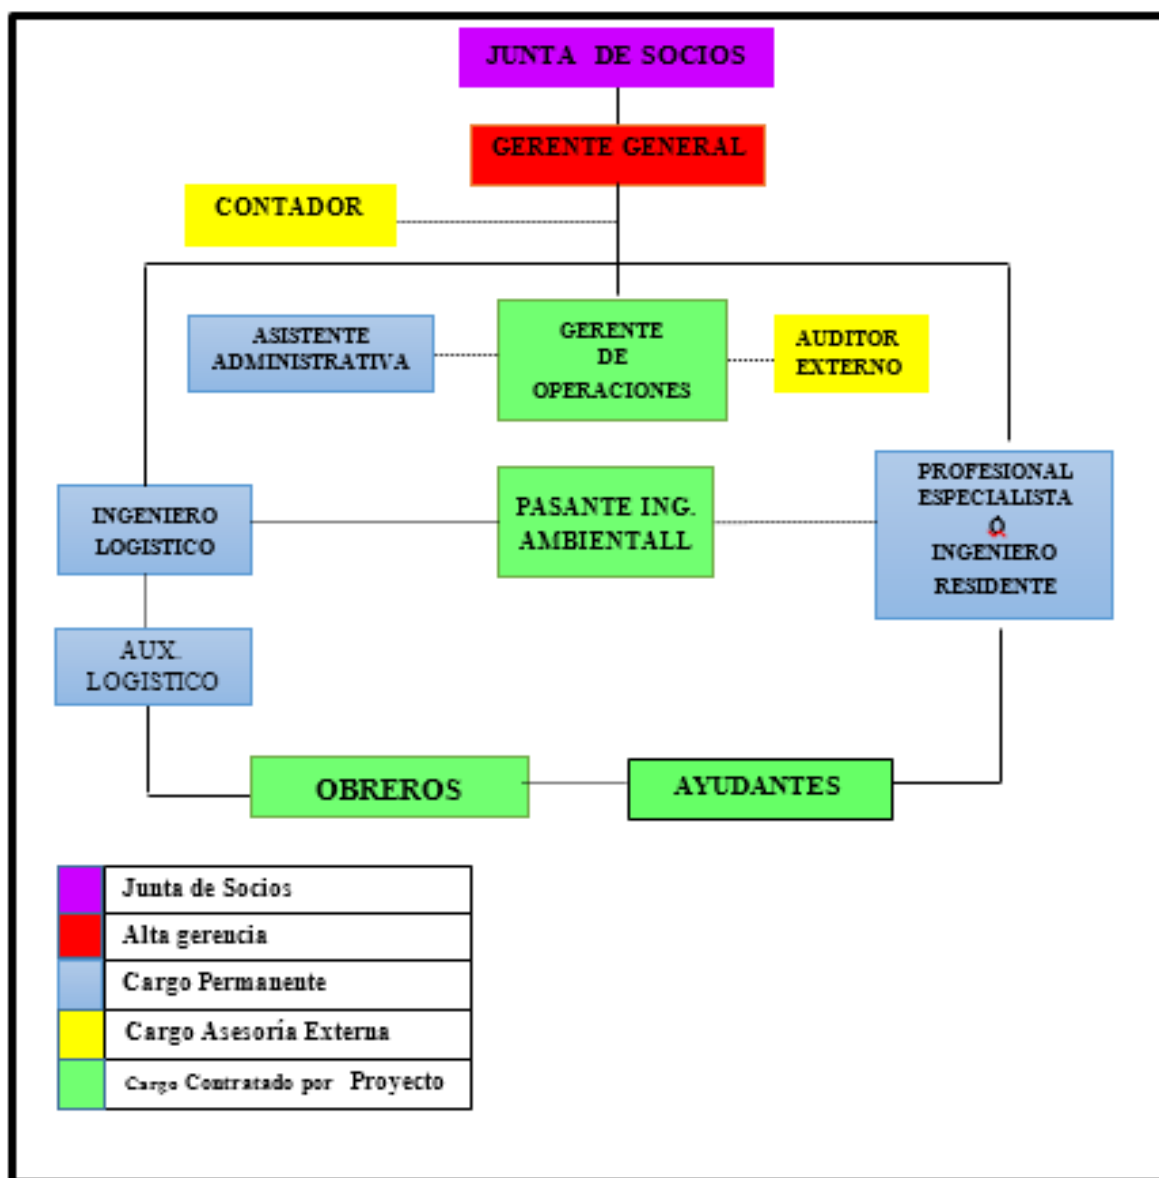 JUNTA DE SOCIOS
GERENTE GENERAL
CONTADOR
ASISTENTE
ADMINISTRATIVA
GERENTE
DE
OPERACIONES
AUDITOR
EXTERNO
INGENIERO
LOGISTICO
PASANTE ING.
AMBIENTALL
PROFESIONAL
ESPECIALISTA
O
INGENIERO
RESIDENTE
AUX.
LOGISTICO
OBREROS
AYUDANTES
Junta de Socios
Alta gerencia
Cargo Permanente
Cargo Asesoría Externa
Cargo Contratado por Proyecto